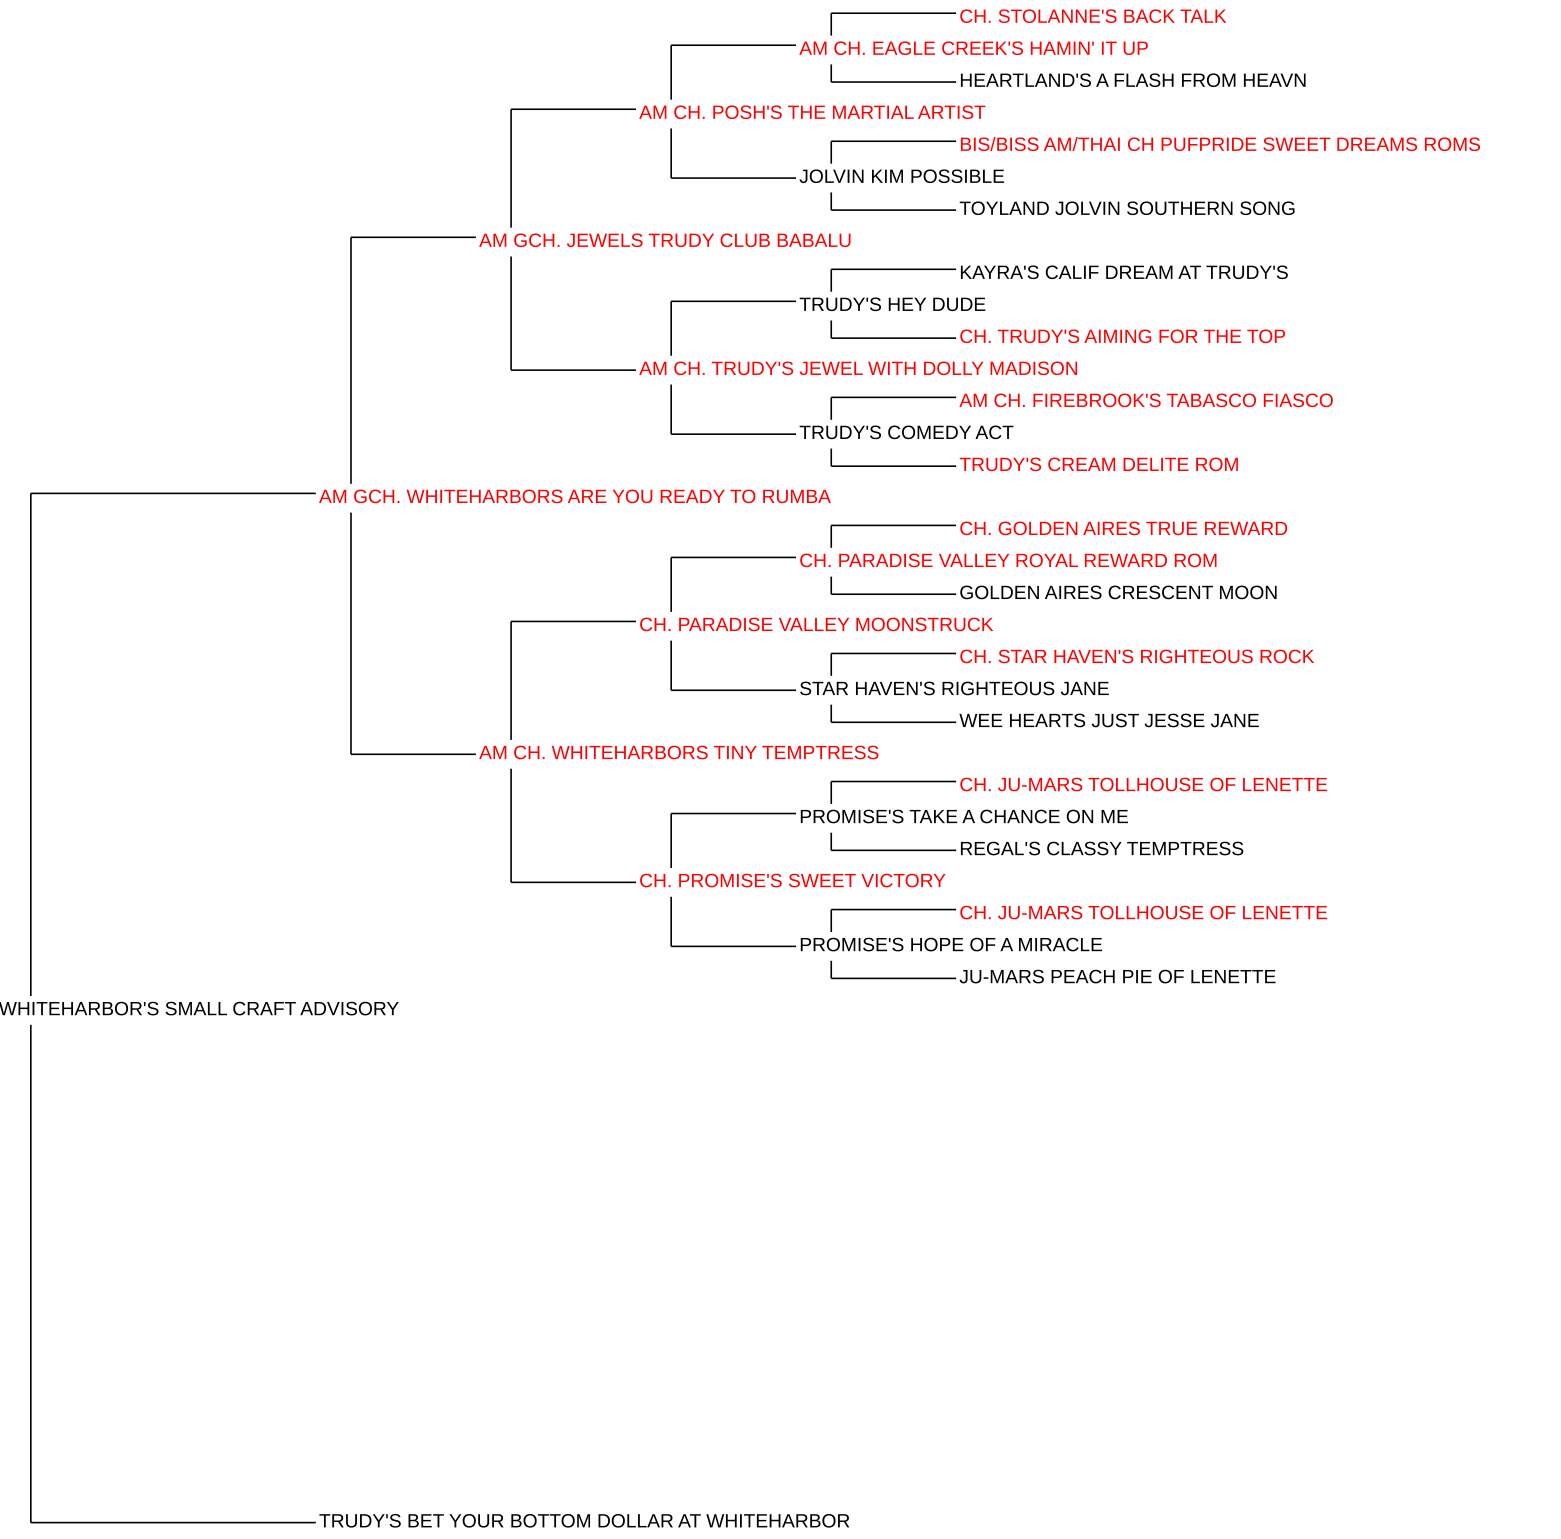 CH. STOLANNE'S BACK TALK
AM CH. EAGLE CREEK'S HAMIN' IT UP
HEARTLAND'S A FLASH FROM HEAVN
AM CH. POSH'S THE MARTIAL ARTIST
BIS/BISS AM/THAI CH PUFPRIDE SWEET DREAMS ROMS
JOLVIN KIM POSSIBLE
TOYLAND JOLVIN SOUTHERN SONG
AM GCH. JEWELS TRUDY CLUB BABALU
KAYRA'S CALIF DREAM AT TRUDY'S
TRUDY'S HEY DUDE
CH. TRUDY'S AIMING FOR THE TOP
AM CH. TRUDY'S JEWEL WITH DOLLY MADISON
AM CH. FIREBROOK'S TABASCO FIASCO
TRUDY'S COMEDY ACT
TRUDY'S CREAM DELITE ROM
AM GCH. WHITEHARBORS ARE YOU READY TO RUMBA
CH. GOLDEN AIRES TRUE REWARD
CH. PARADISE VALLEY ROYAL REWARD ROM
GOLDEN AIRES CRESCENT MOON
CH. PARADISE VALLEY MOONSTRUCK
CH. STAR HAVEN'S RIGHTEOUS ROCK
STAR HAVEN'S RIGHTEOUS JANE
WEE HEARTS JUST JESSE JANE
AM CH. WHITEHARBORS TINY TEMPTRESS
CH. JU-MARS TOLLHOUSE OF LENETTE
PROMISE'S TAKE A CHANCE ON ME
REGAL'S CLASSY TEMPTRESS
CH. PROMISE'S SWEET VICTORY
CH. JU-MARS TOLLHOUSE OF LENETTE
PROMISE'S HOPE OF A MIRACLE
JU-MARS PEACH PIE OF LENETTE
WHITEHARBOR'S SMALL CRAFT ADVISORY
TRUDY'S BET YOUR BOTTOM DOLLAR AT WHITEHARBOR